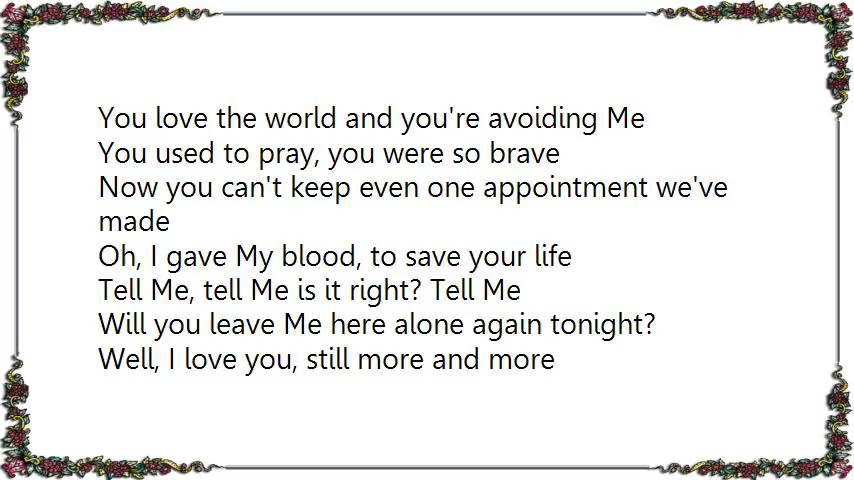 You love the world and you're avoiding Me
You used to pray, you were so brave
Now you can't keep even one appointment we've
made
Oh, I gave My blood, to save your life
Tell Me, tell Me is it right? Tell Me
Will you leave Me here alone again tonight?
Well, I love you, still more and more